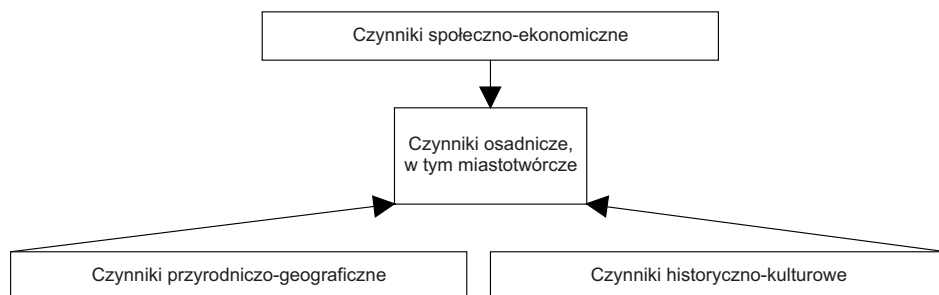 Czynniki społeczno-ekonomiczne
Czynniki osadnicze,
w tym miastotwórcze
Czynniki przyrodniczo-geograficzne
Czynniki historyczno-kulturowe